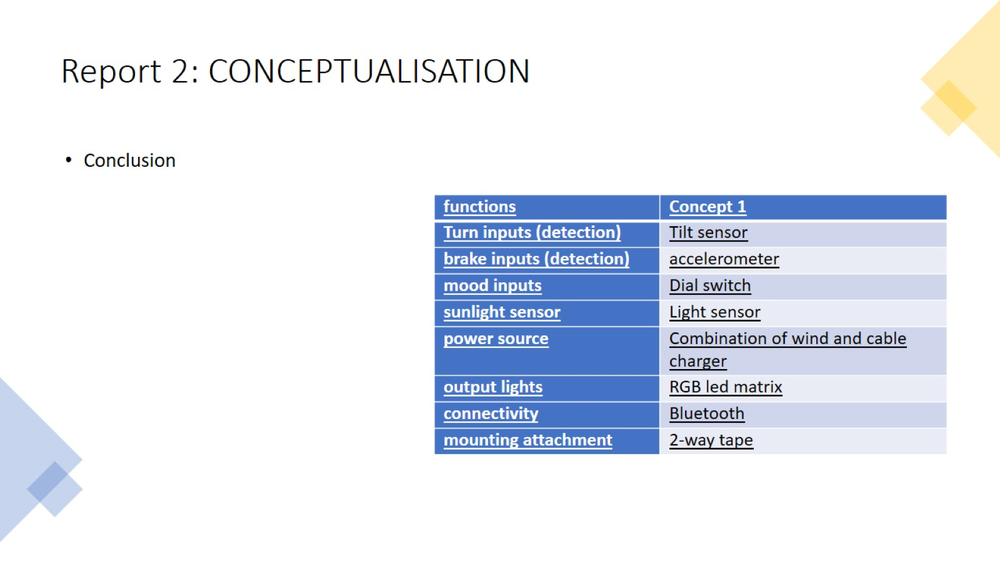 Report 2: CONCEPTUALISATION
• Conclusion
functions Concept 1
Turn inputs (detection) Tilt sensor
brake inputs (detection) accelerometer
mood inputs Dial switch
sunlight sensor Light sensor
power source Combination of wind and cable
charger
output lights RGB led matrix
connectivity Bluetooth
mounting attachment 2-way tape